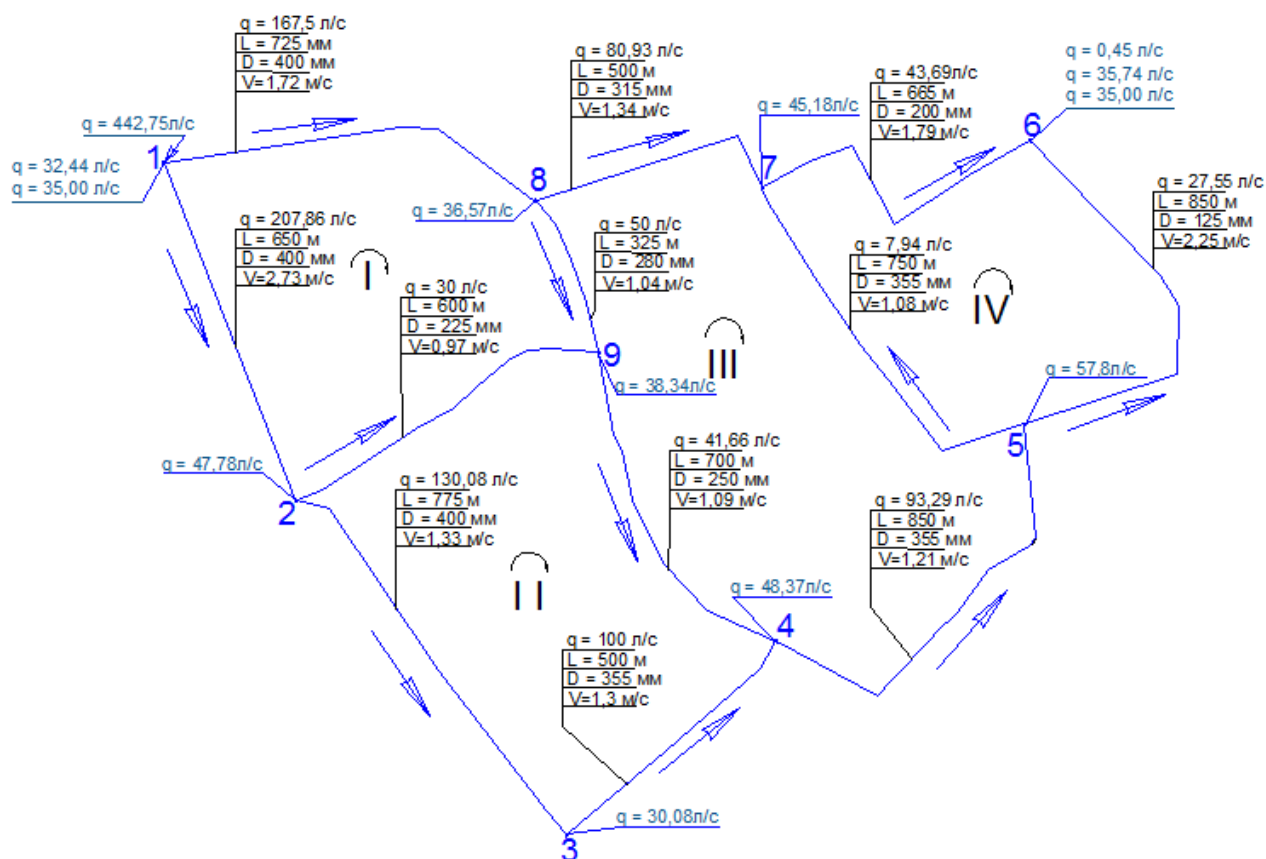 q = 167,5 л/с
L = 725 мм
D = 400 мм
V=1,72 м/с
q = 80,93 л/с
L = 500 м
D = 315 мм
V=1,34 м/с
q = 43,69л/с
L = 665 м
D = 200 мм
V=1,79 м/с
q = 0,45 л/с
q = 35,74 л/с
q = 35,00 л/с
q = 442,75л/с
q = 45,18л/с
1
q = 32,44 л/с
q = 35,00 л/с
8
7
6
q = 36,57л/с
q = 27,55 л/с
L = 850 м
D = 125 мм
V=2,25 м/с
q = 207,86 л/с
L = 650 м
D = 400 мм
V=2,73 м/с
I
q = 50 л/с
L = 325 м
D = 280 мм
V=1,04 м/с
q = 7,94 л/с
L = 750 м
D = 355 мм
V=1,08 м/с
IV
q = 30 л/с
L = 600 м
D = 225 мм
V=0,97 м/с
9
III
q = 38,34л/с
q = 57,8л/с
5
q = 47,78л/с
2
q = 130,08 л/с
L = 775 м
D = 400 мм
V=1,33 м/с
q = 41,66 л/с
L = 700 м
D = 250 мм
V=1,09 м/с
q = 93,29 л/с
L = 850 м
D = 355 мм
V=1,21 м/с
II
q = 48,37л/с
4
q = 100 л/с
L = 500 м
D = 355 мм
V=1,3 м/с
q = 30,08л/с
3